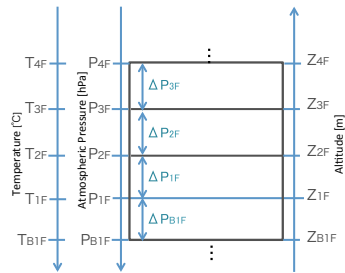 T4F P4F Z4F
ΔP3F
T3F P3F Z3F
ΔP2F
T2F P2F Z2F
ΔP1F
T1F P1F Z1F
ΔPB1F
TB1F PB1F ZB1F
Temperature [℃]
Atmospheric Pressure [hPa]
Altitude [m]